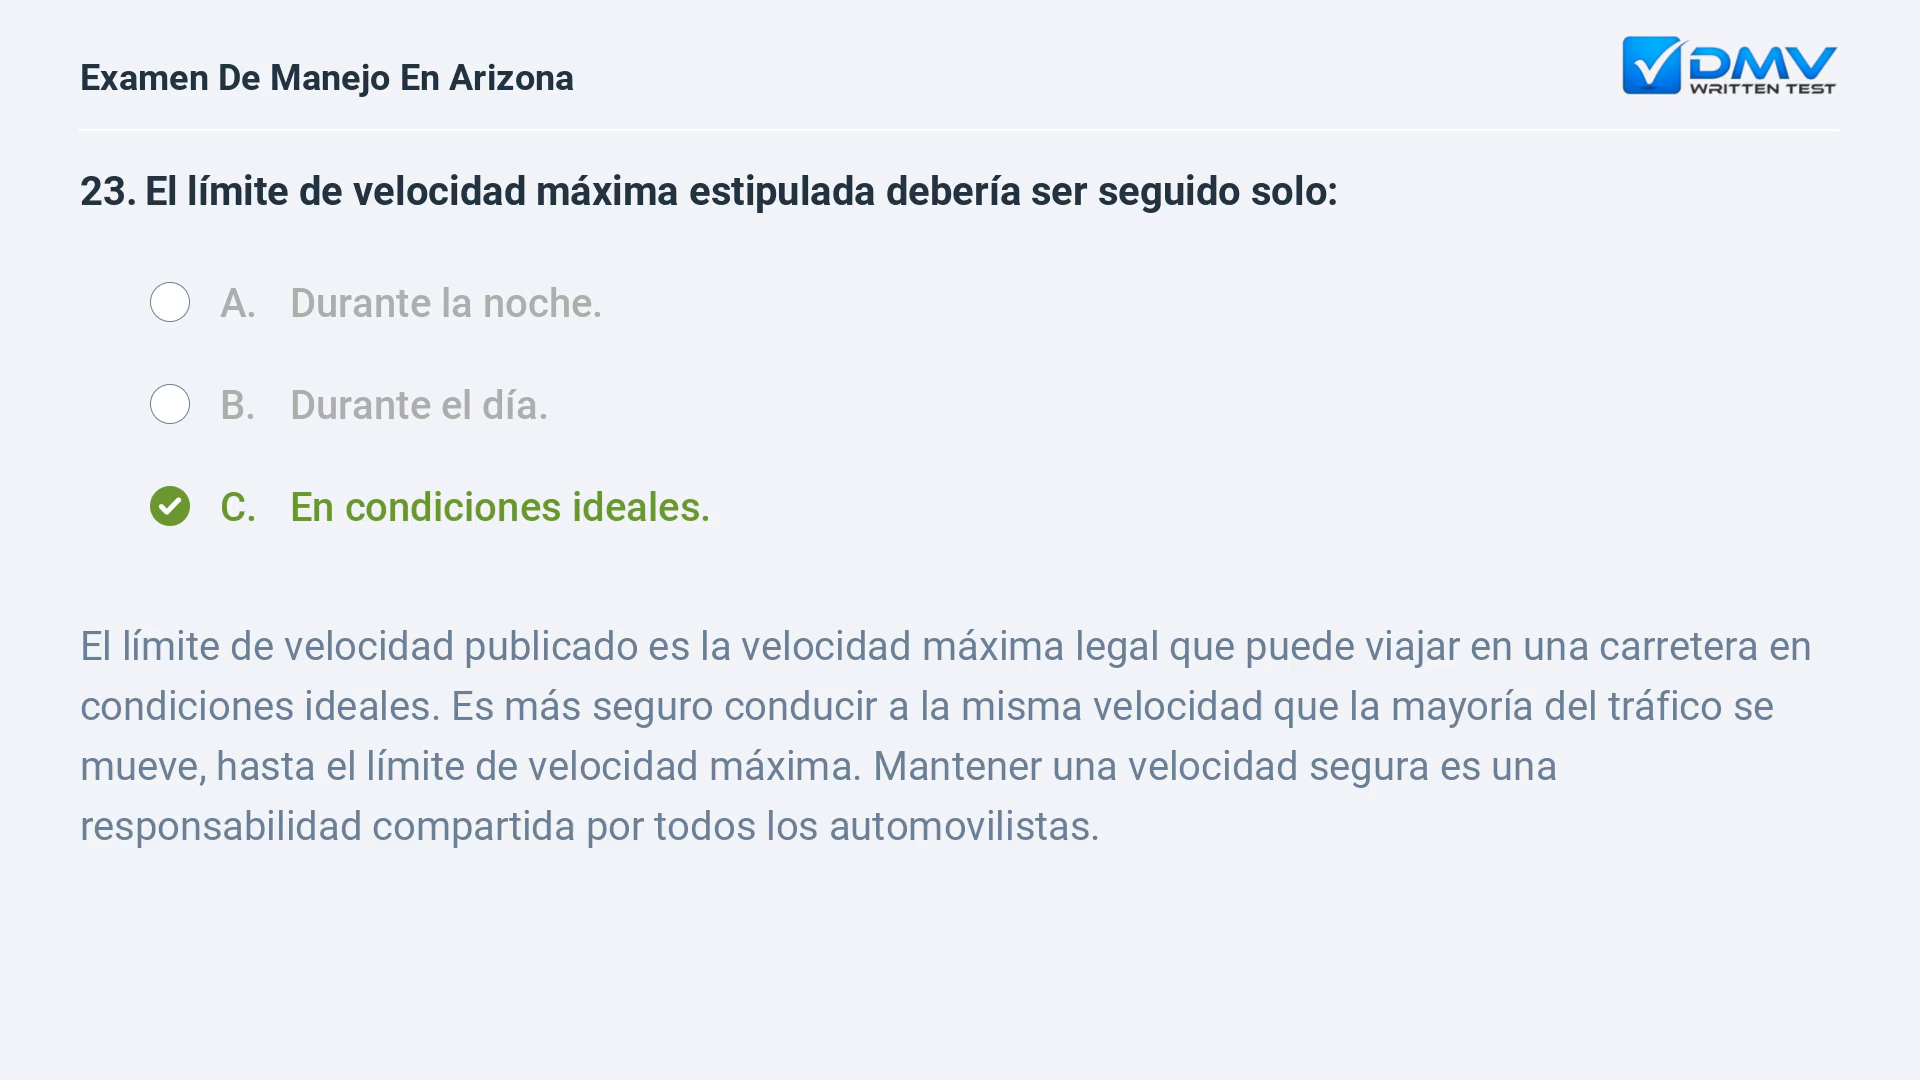 Examen De Manejo En Arizona
DMV
WRITTEN TEST
23. El límite de velocidad máxima estipulada debería ser seguido solo:
A. Durante la noche.
B. Durante el día.
C. En condiciones ideales.
El límite de velocidad publicado es la velocidad máxima legal que puede viajar en una carretera en
condiciones ideales. Es más seguro conducir a la misma velocidad que la mayoría del tráfico se
mueve, hasta el límite de velocidad máxima. Mantener una velocidad segura es una
responsabilidad compartida por todos los automovilistas.